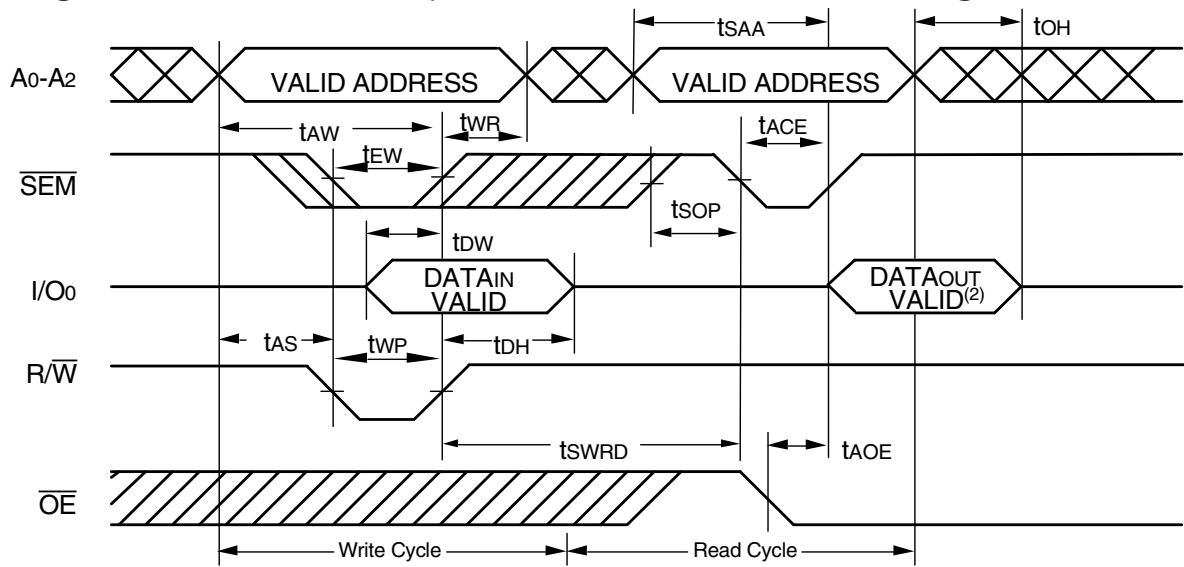 tSAA
tOH
A0-A2
VALID ADDRESS
VALID ADDRESS
tAW
tWR
tACE
tEW
SEM
tSOP
tDW
I/O0
DATAIN
VALID
DATAOUT
VALID(2)
tAS
tWP
tDH
R/W
tSWRD
tAOE
OE
Write Cycle
Read Cycle